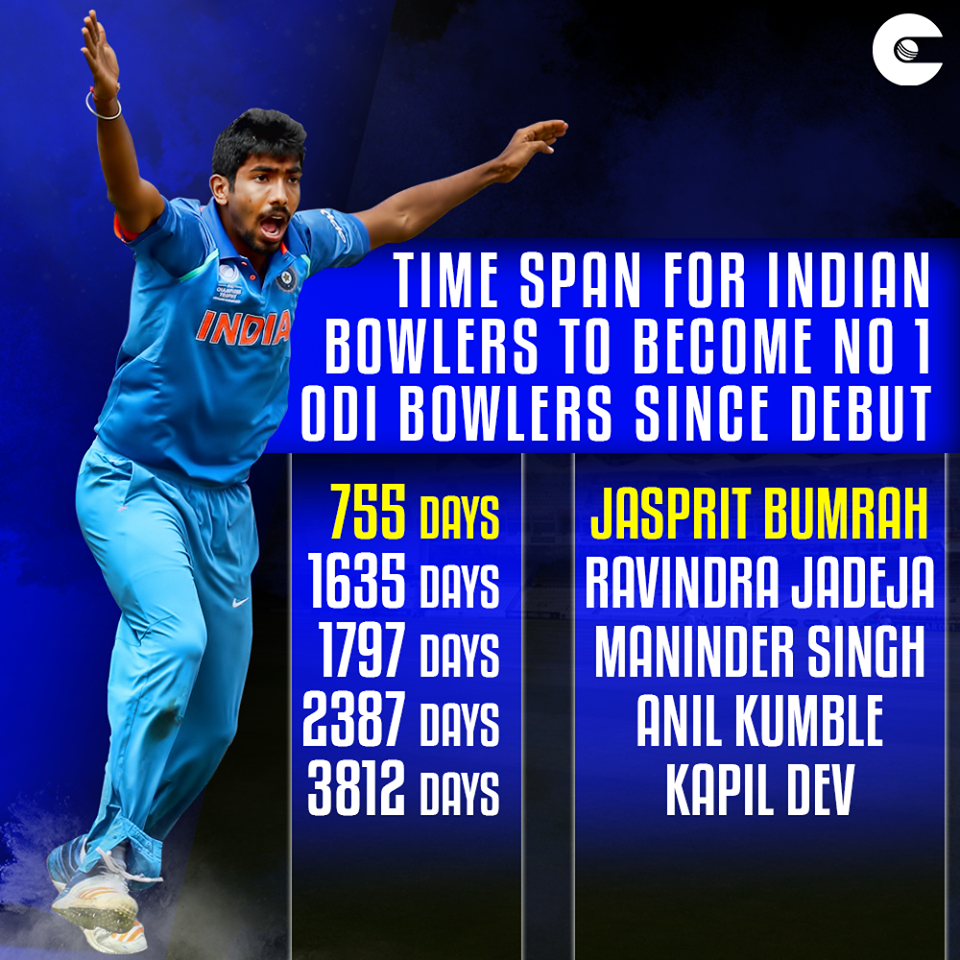 TIME SPAN FOR INDIAN
BOWLERS TO BECOME NO 1
ODI BOWLERS SINCE DEBUT
755 DAYS JASPRIT BUMRAH
1635 DAYS RAVINDRA JADEJA
1797 DAYS MANINDER SINGH
2387 DAYS ANIL KUMBLE
3812 DAYS KAPIL DEV
INDIA